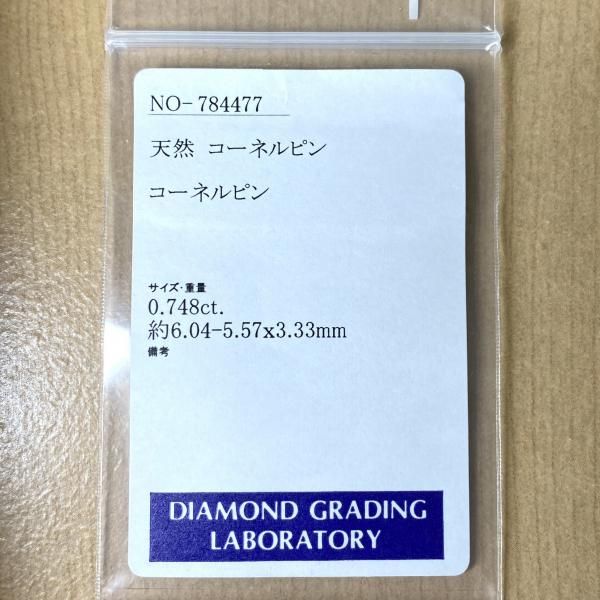 NO-784477
天然 コーネルピン
コーネルピン
サイズ・重量
0.748ct.
約6.04-5.57x3.33mm
備考
DIAMOND GRADING
LABORATORY